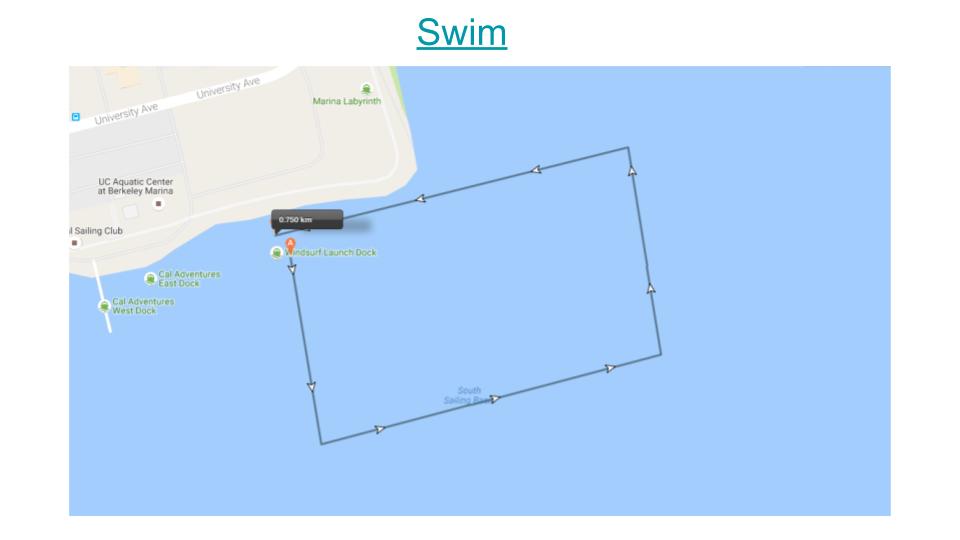 Swim
University Ave
University Ave
Marina Labyrinth
UC Aquatic Center
at Berkeley Marina
0.750 km
l Sailing Club
A
Windsurf Launch Dock
Cal Adventures
East Dock
Cal Adventures
West Dock
South
Sailing